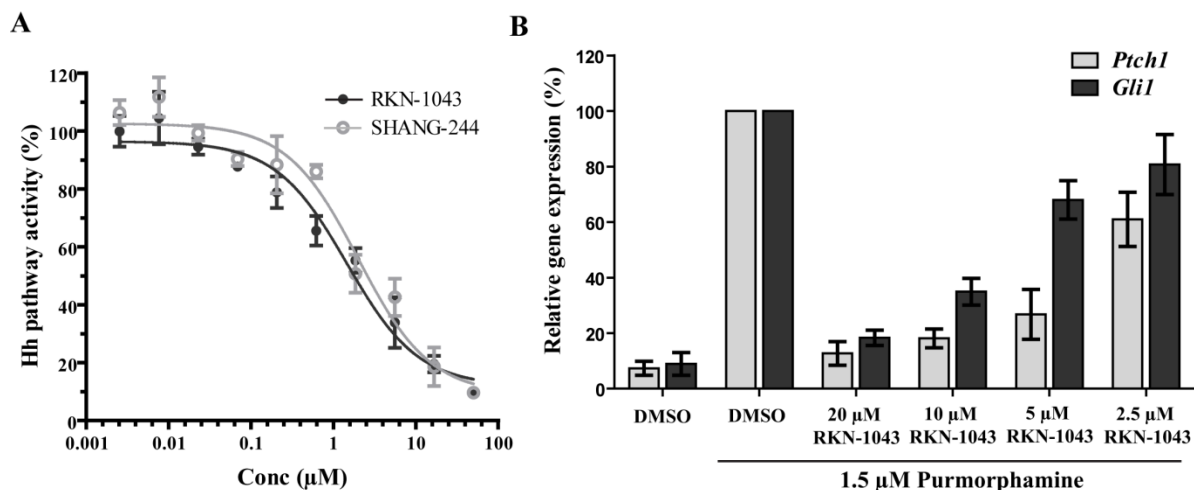 A
120
100
80
60
40
20
0
Hh pathway activity (%)
RKN-1043
SHANG-244
0.001 0.01 0.1 1 10 100
Conc (µM)
B
120
100
80
60
40
20
0
Relative gene expression (%)
Ptch1
Gli1
DMSO DMSO 20 µM 10 µM 5 µM 2.5 µM
RKN-1043 RKN-1043 RKN-1043 RKN-1043
1.5 µM Purmorphamine